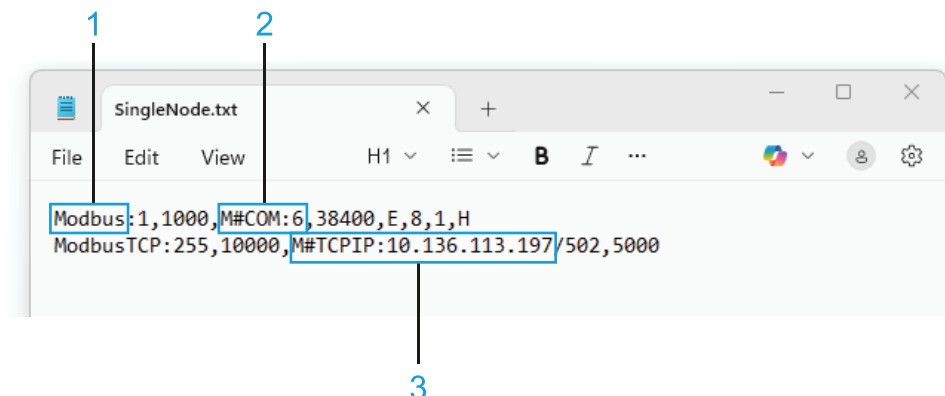 1 2
SingleNode.txt
File Edit View H1 B I ...
Modbus:1,1000,M#COM:6,38400,E,8,1,H
ModbusTCP:255,10000,M#TCPIP:10.136.113.197/502,5000
3